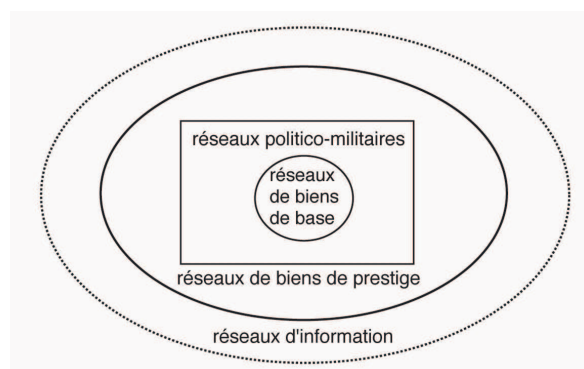 réseaux politico-militaires
réseaux
de biens
de base
réseaux de biens de prestige
réseaux d'information